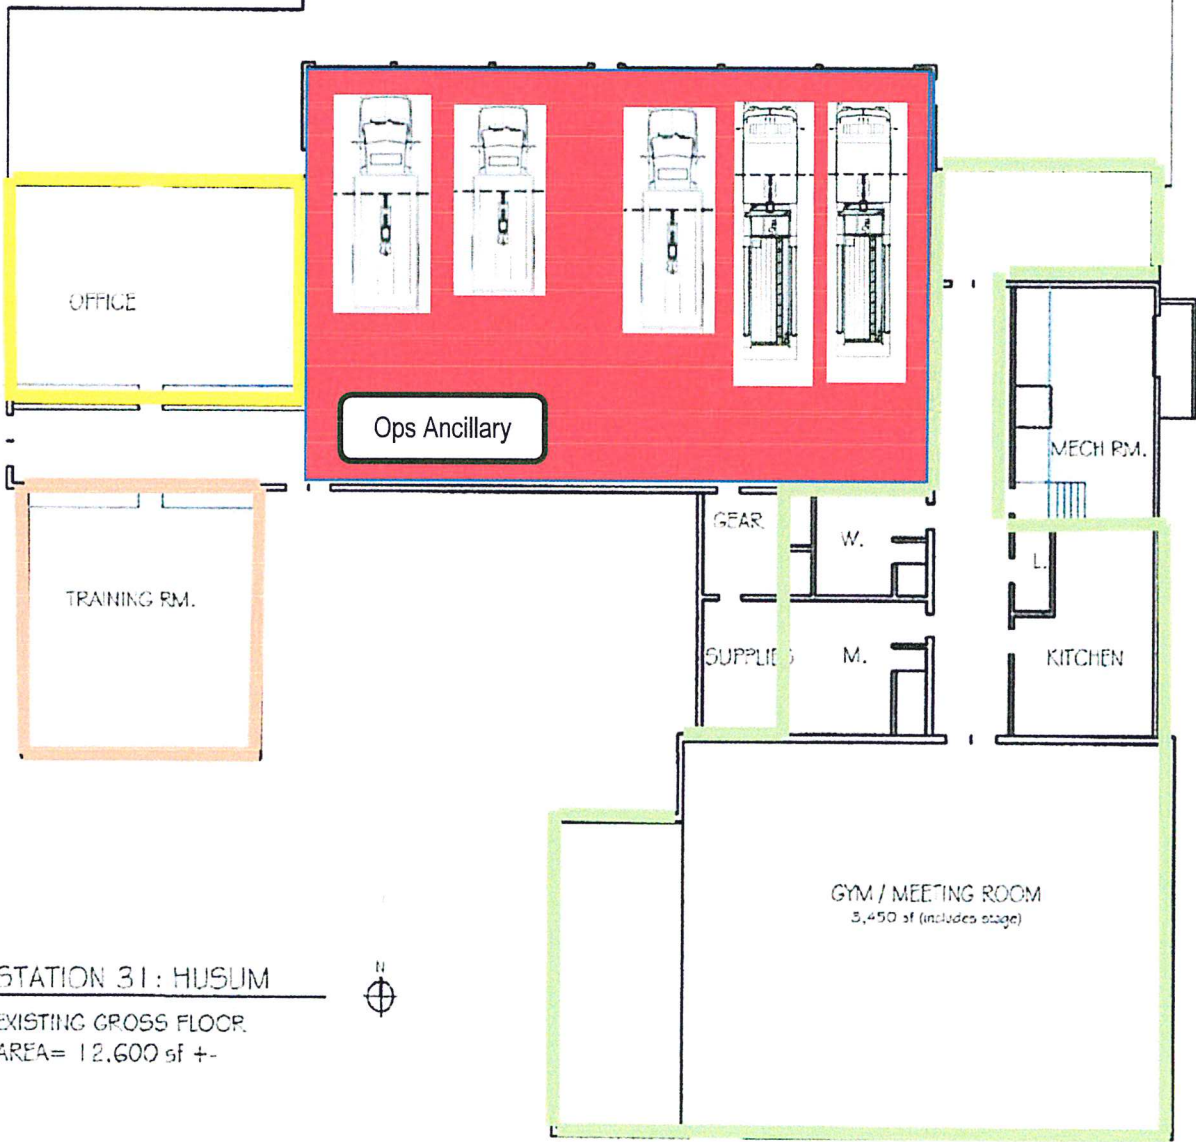 OFFICE
Ops Ancillary
MECH RM.
GEAR
W.
L.
TRAINING RM.
SUPPLIES
M.
KITCHEN
GYM / MEETING ROOM
3,450 sf (includes stage)
N
STATION 31: HUSUM
EXISTING GROSS FLOOR
AREA= 12,600 sf +-